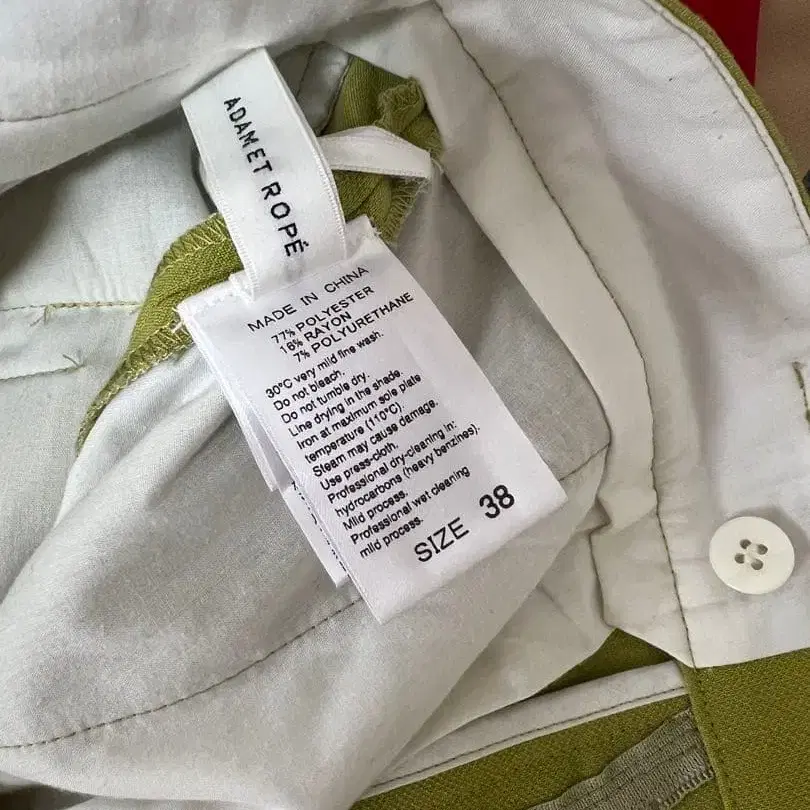 ADAM ET ROPÉ
MADE IN CHINA
77% POLYESTER
16% RAYON
7% POLYURETHANE
30°C very mild fine wash.
Do not bleach.
Do not tumble dry.
Line drying in the shade.
Iron at maximum sole plate
temperature (110°C).
Steam may cause damage.
Use press-cloth.
Professional dry-cleaning in:
hydrocarbons (heavy benzines).
Mild process.
Professional wet cleaning
mild process.
SIZE 38